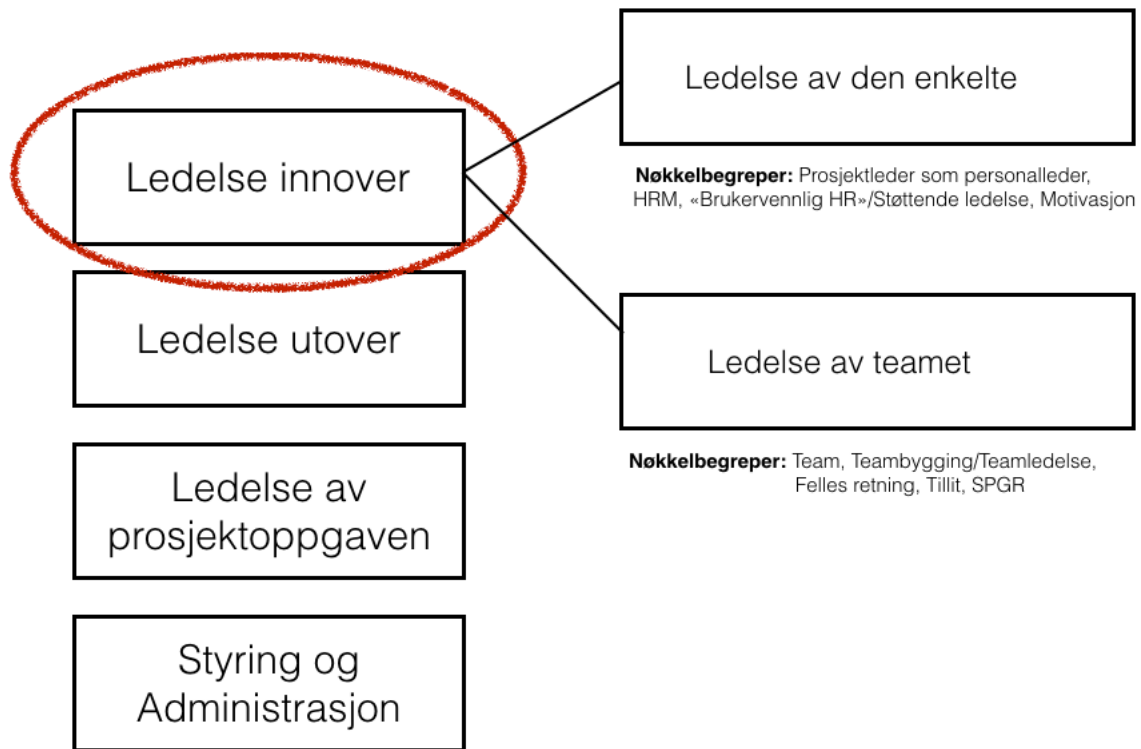 Ledelse innover
Ledelse utover
Ledelse av
prosjektoppgaven
Styring og
Administrasjon
Ledelse av den enkelte
Nøkkelbegreper: Prosjektleder som personalleder,
HRM, «Brukervennlig HR»/Støttende ledelse, Motivasjon
Ledelse av teamet
Nøkkelbegreper: Team, Teambygging/Teamledelse,
Felles retning, Tillit, SPGR